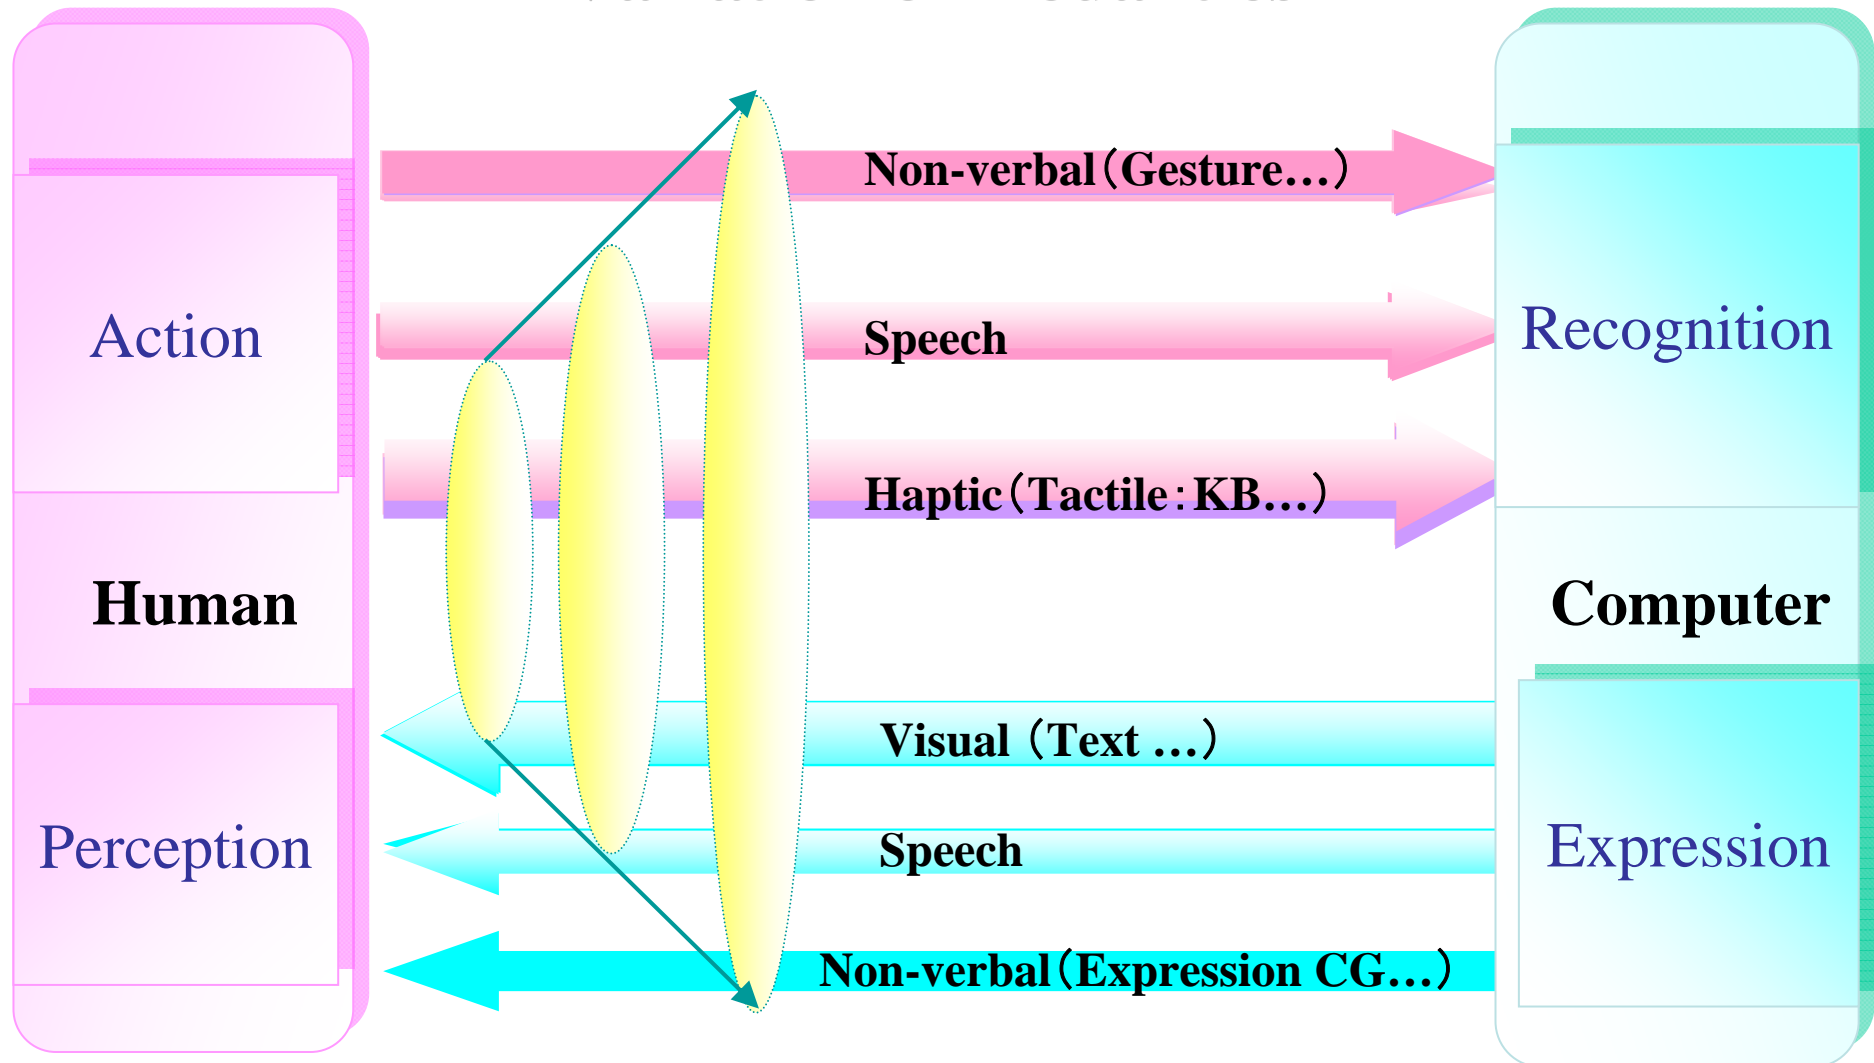 Non-verbal（Gesture…）
Action
Speech
Recognition
Haptic（Tactile：KB…）
Human
Computer
Visual （Text …）
Perception
Speech
Expression
Non-verbal（Expression CG…）